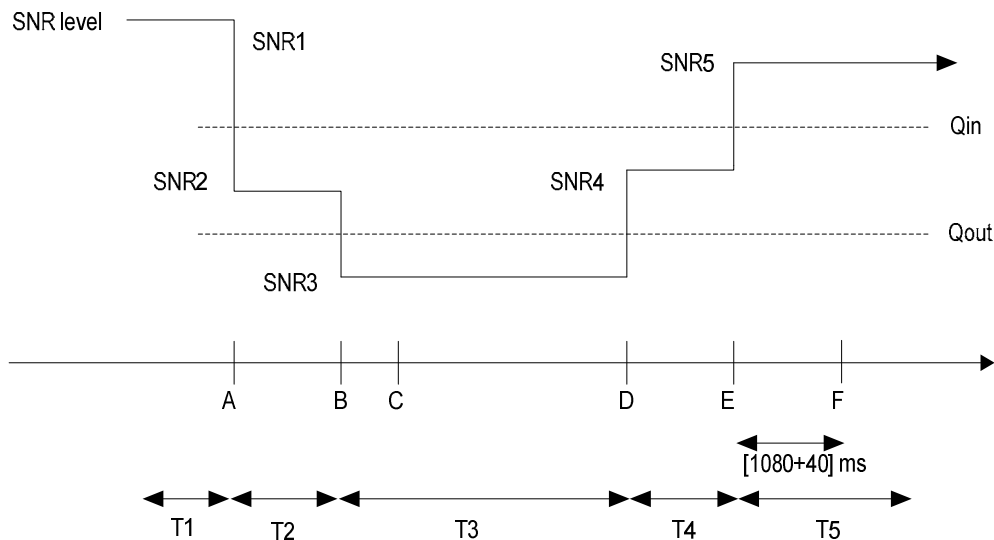 SNR level
SNR1
SNR5
Qin
SNR2
SNR4
Qout
SNR3
A B C D E F
[1080+40] ms
T1 T2 T3 T4 T5